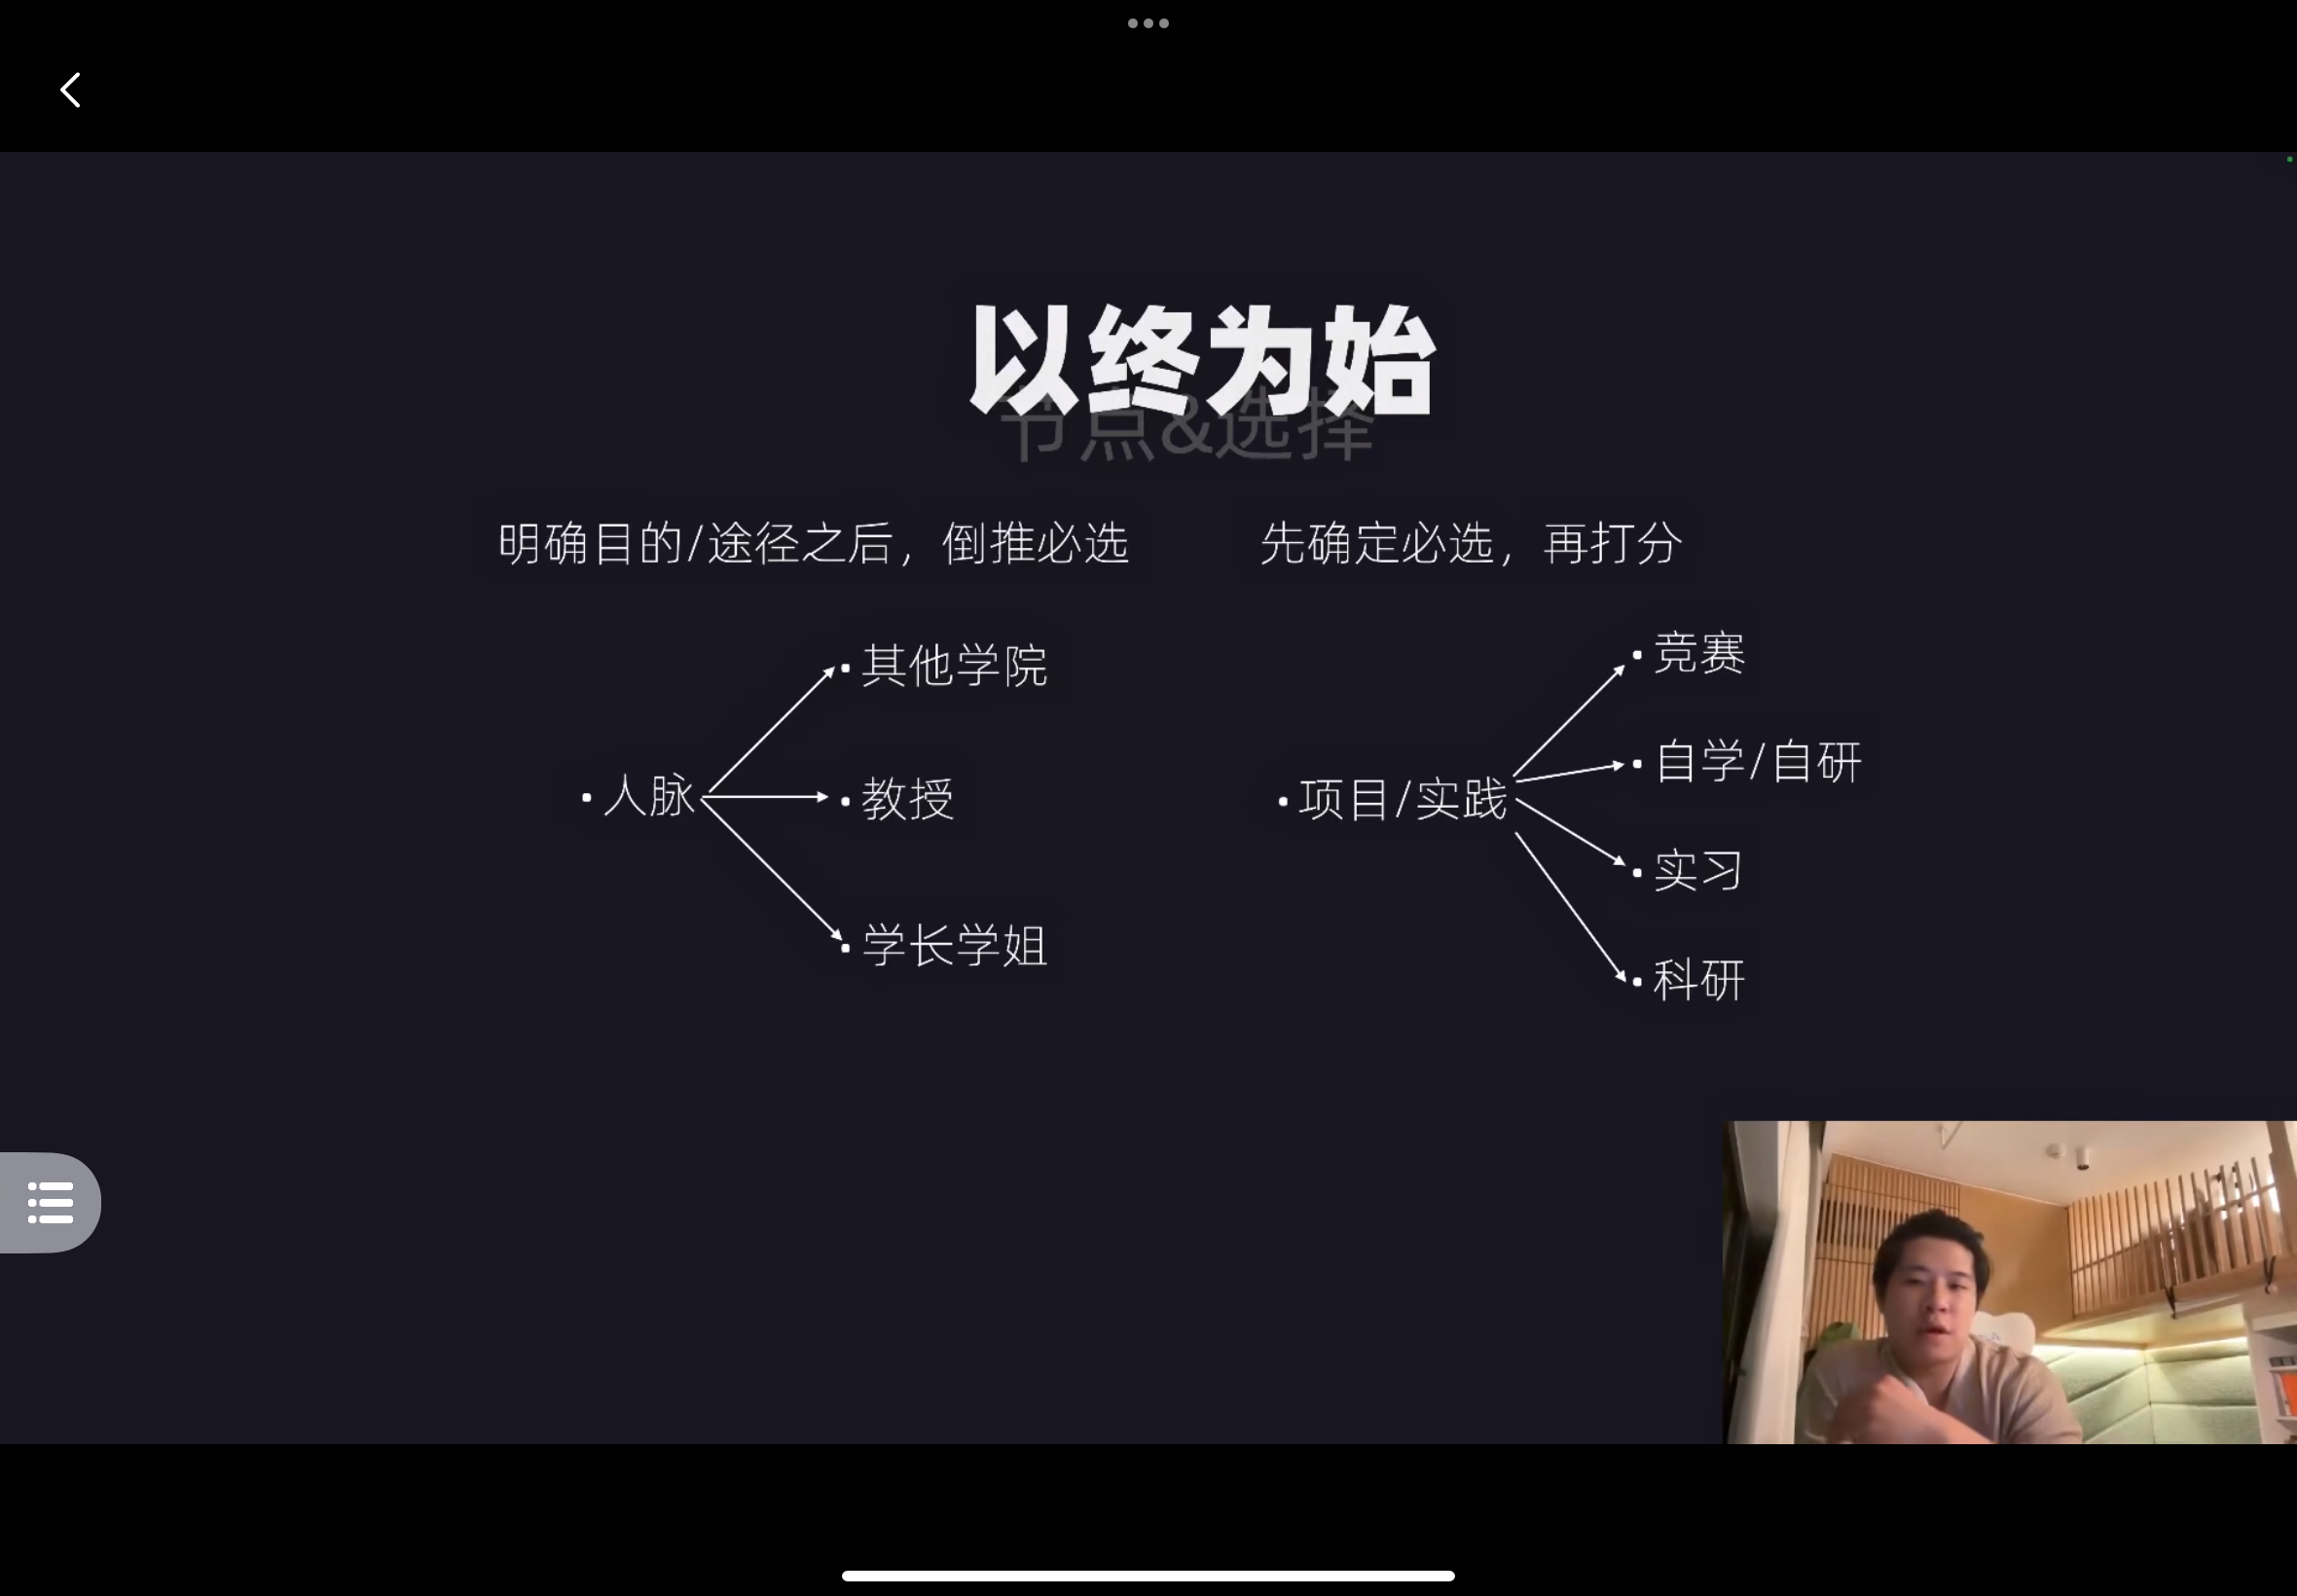 以终为始
节点&选择
明确目的/途径之后，倒推必选
先确定必选，再打分
• 人脉
• 其他学院
• 教授
• 学长学姐
• 项目/实践
• 竞赛
• 自学/自研
• 实习
• 科研